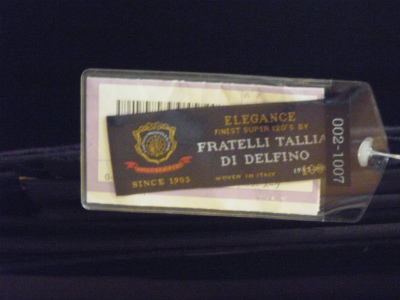 ELEGANCE
FINEST SUPER 120'S BY
FRATELLI TALLIA
DI DELFINO
SINCE 1903
WOVEN IN ITALY
002-1007